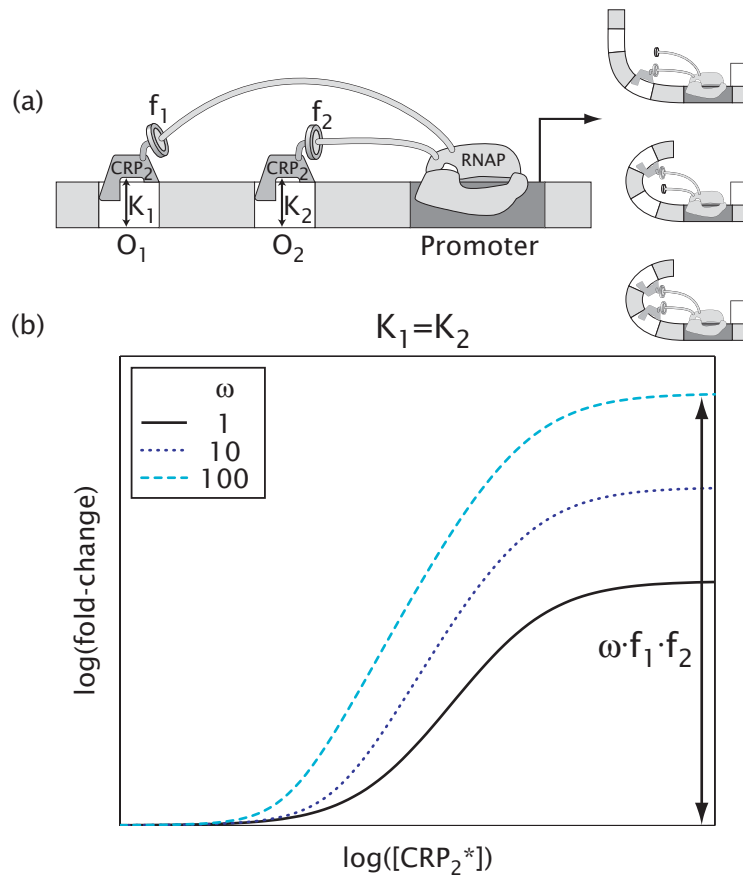 (a)
f₁
f₂
CRP₂
CRP₂
RNAP
K₁
K₂
O₁
O₂
Promoter
(b)
K₁=K₂
ω
1
10
100
log(fold-change)
ω·f₁·f₂
log([CRP₂*])